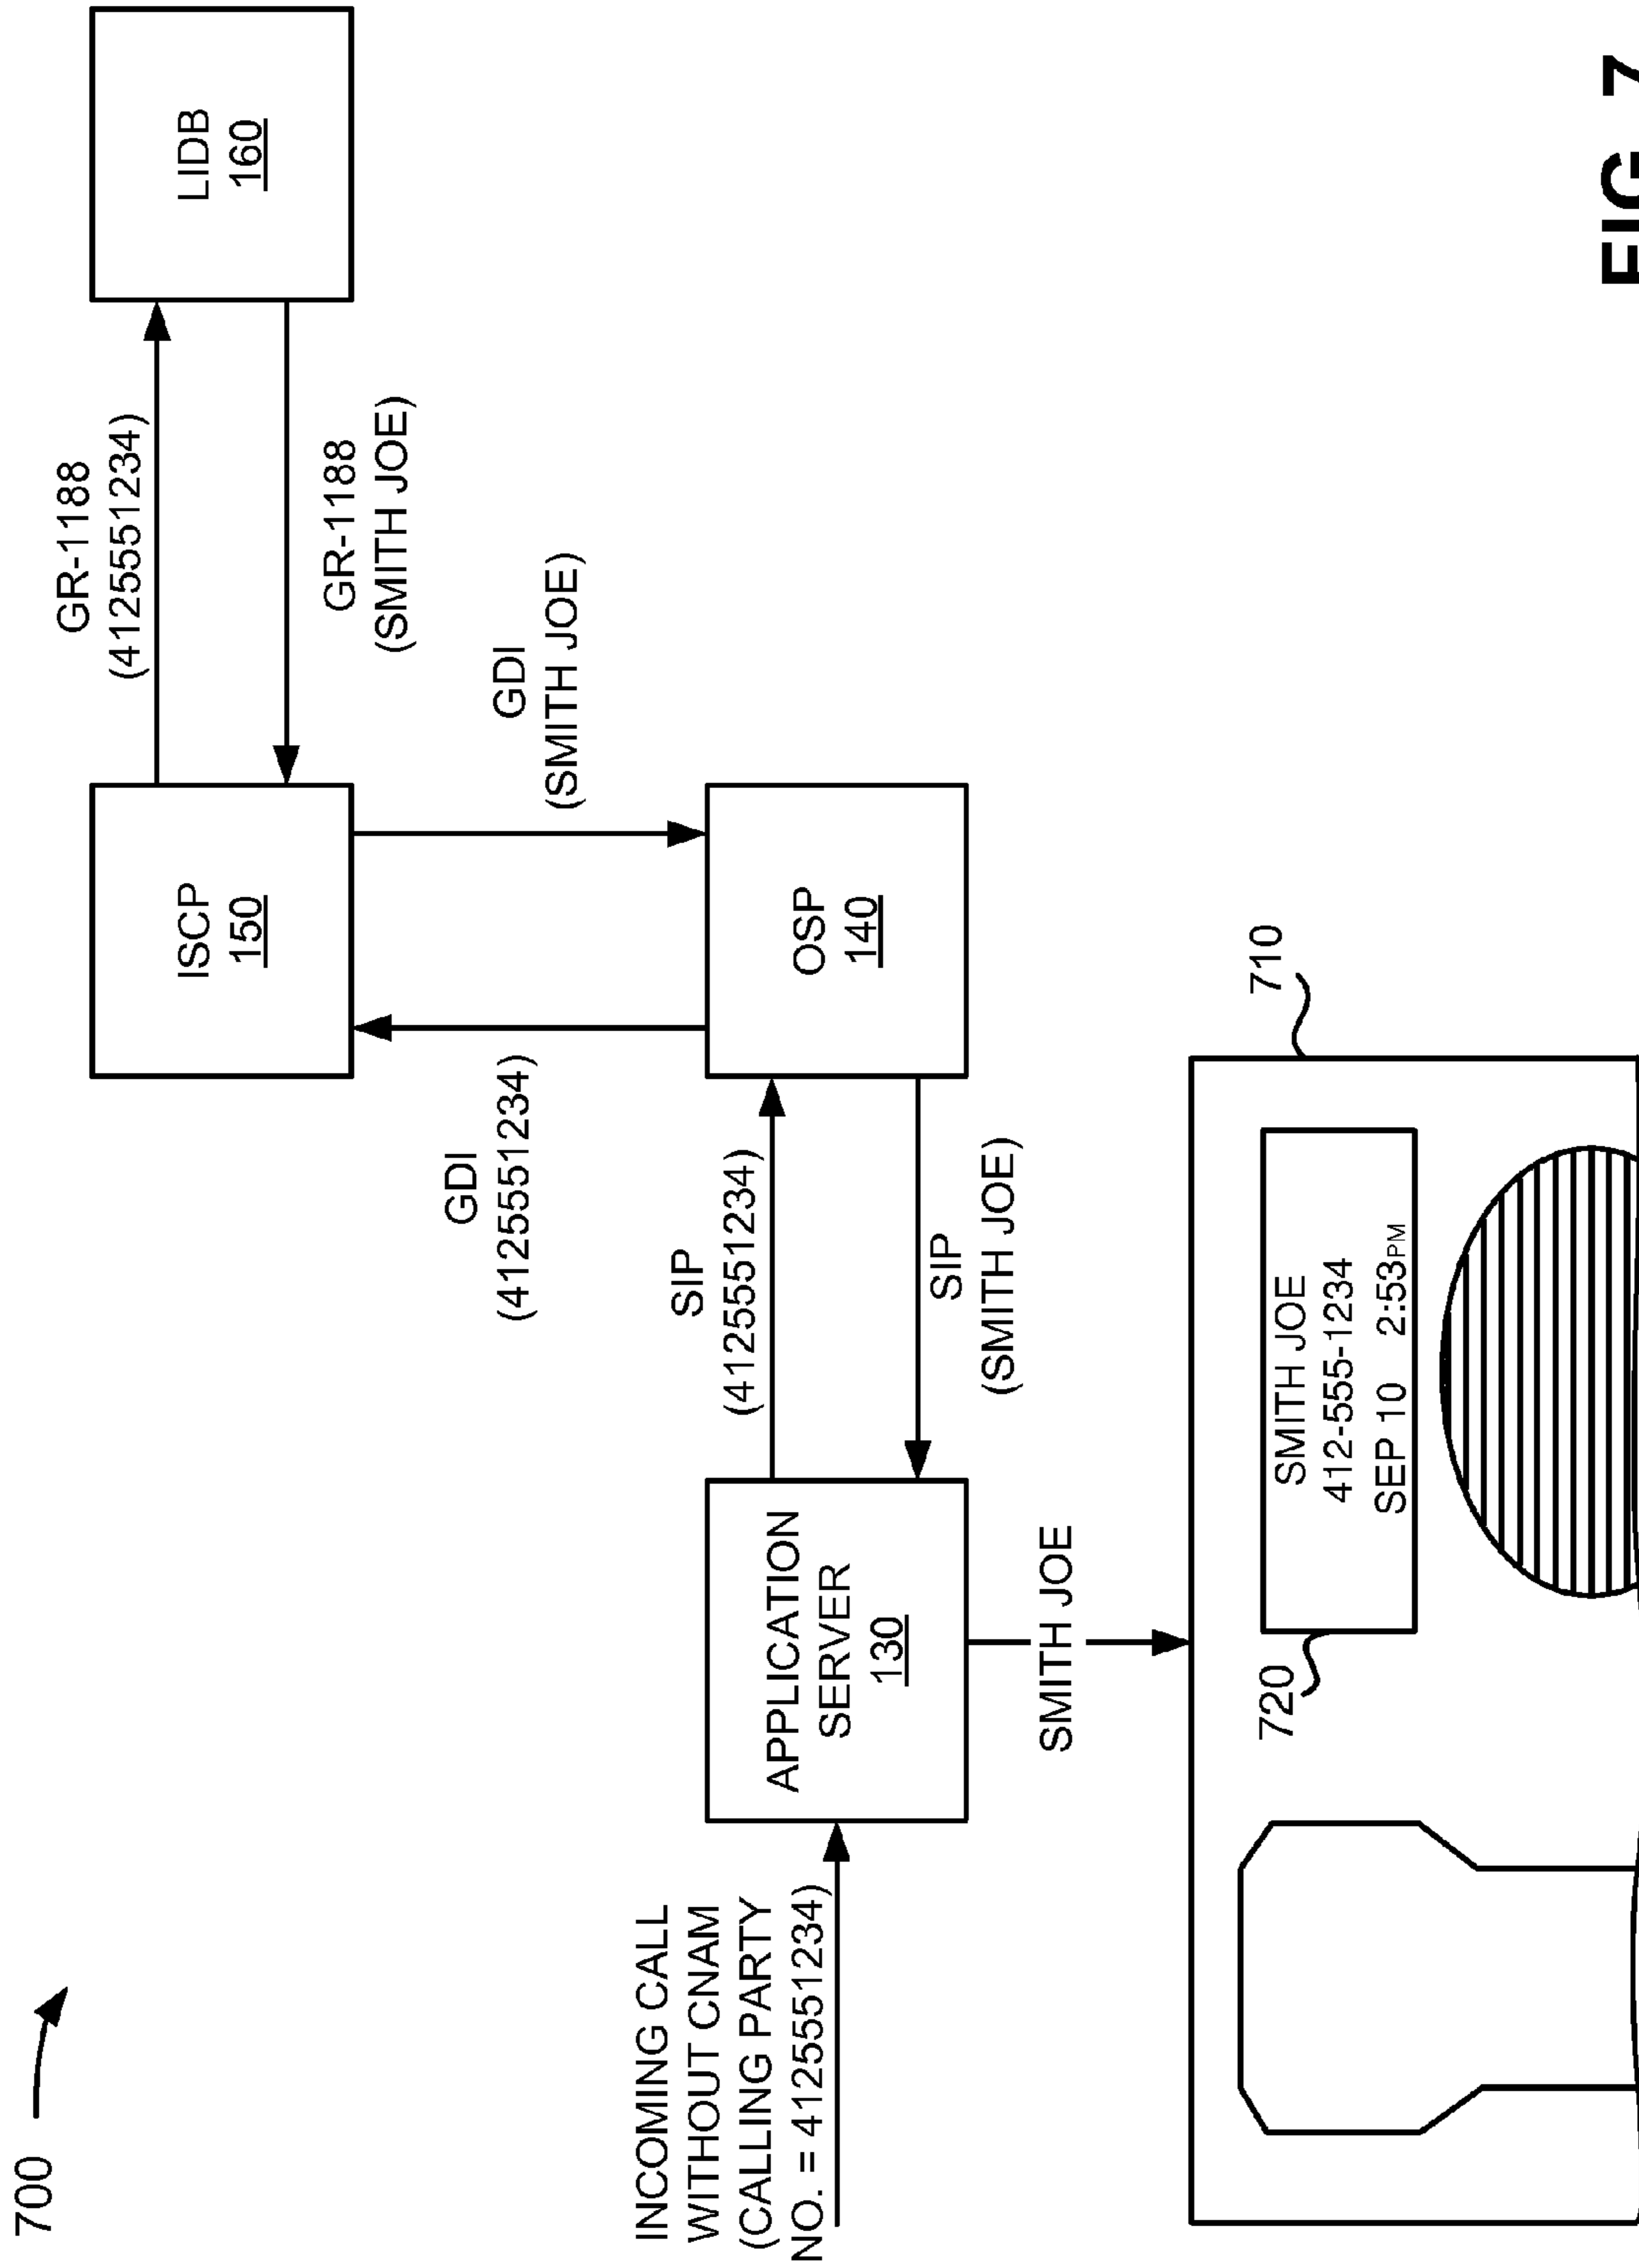 700
LIDB
160
GR-1188
(4125551234)
GR-1188
(SMITH JOE)
ISCP
150
GDI
(SMITH JOE)
GDI
(4125551234)
OSP
140
SIP
(4125551234)
SIP
(SMITH JOE)
INCOMING CALL
WITHOUT CNAM
(CALLING PARTY
NO. = 4125551234)
APPLICATION
SERVER
130
SMITH JOE
710
720
SMITH JOE
412-555-1234
SEP 10 2:53PM
FIG. 7